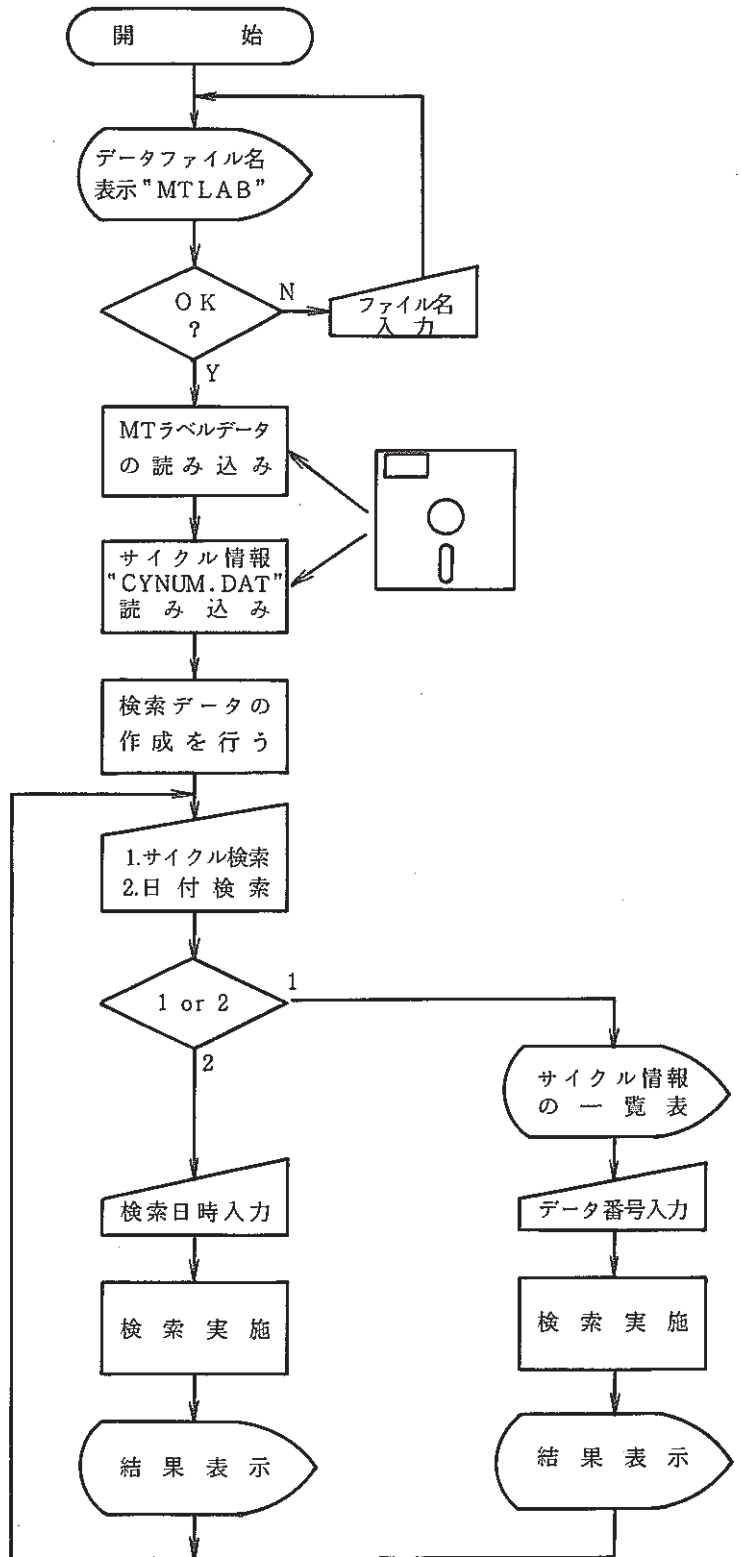 開始
データファイル名
表示"MTLAB"
OK
?
N
ファイル名
入力
Y
MTラベルデータ
の読み込み
サイクル情報
"CYNUM.DAT"
読み込み
検索データの
作成を行う
1.サイクル検索
2.日付検索
1 or 2
1
2
サイクル情報
の一覧表
検索日時入力
データ番号入力
検索実施
検索実施
結果表示
結果表示